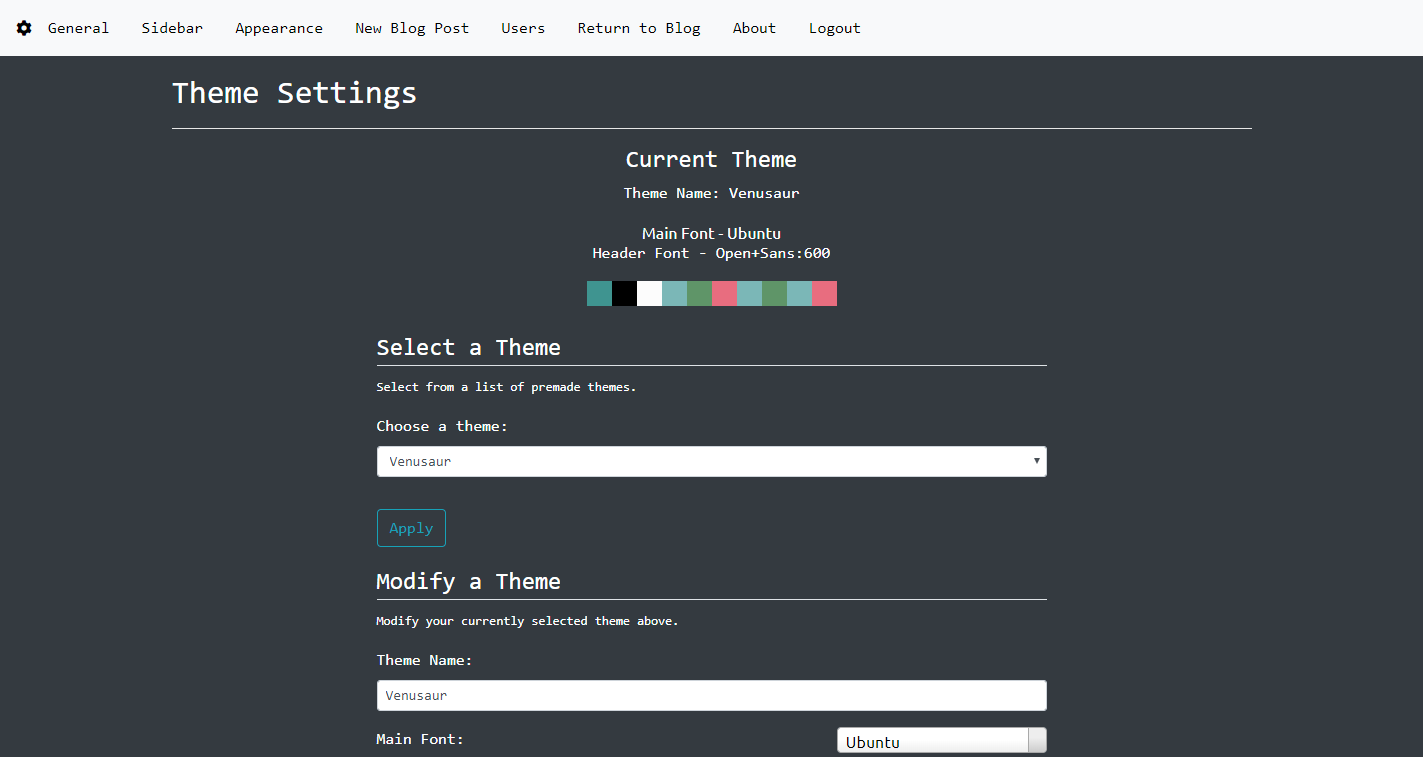 General Sidebar Appearance New Blog Post Users Return to Blog About Logout
Theme Settings
Current Theme
Theme Name: Venusaur
Main Font - Ubuntu
Header Font - Open+Sans:600
Select a Theme
Select from a list of premade themes.
Choose a theme:
Venusaur
Apply
Modify a Theme
Modify your currently selected theme above.
Theme Name:
Venusaur
Main Font: Ubuntu